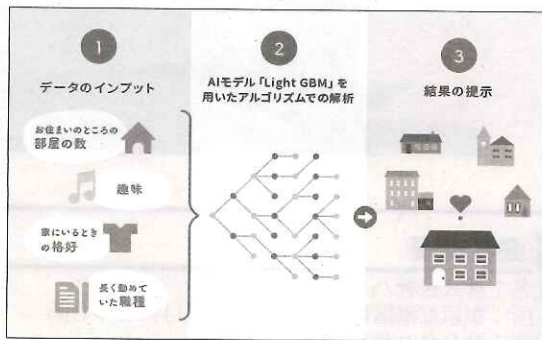 1
データのインプット
お住まいのところの
部屋の数
趣味
家にいるとき
の格好
長く勤めて
いた職種
2
AIモデル「Light GBM」を
用いたアルゴリズムでの解析
3
結果の提示